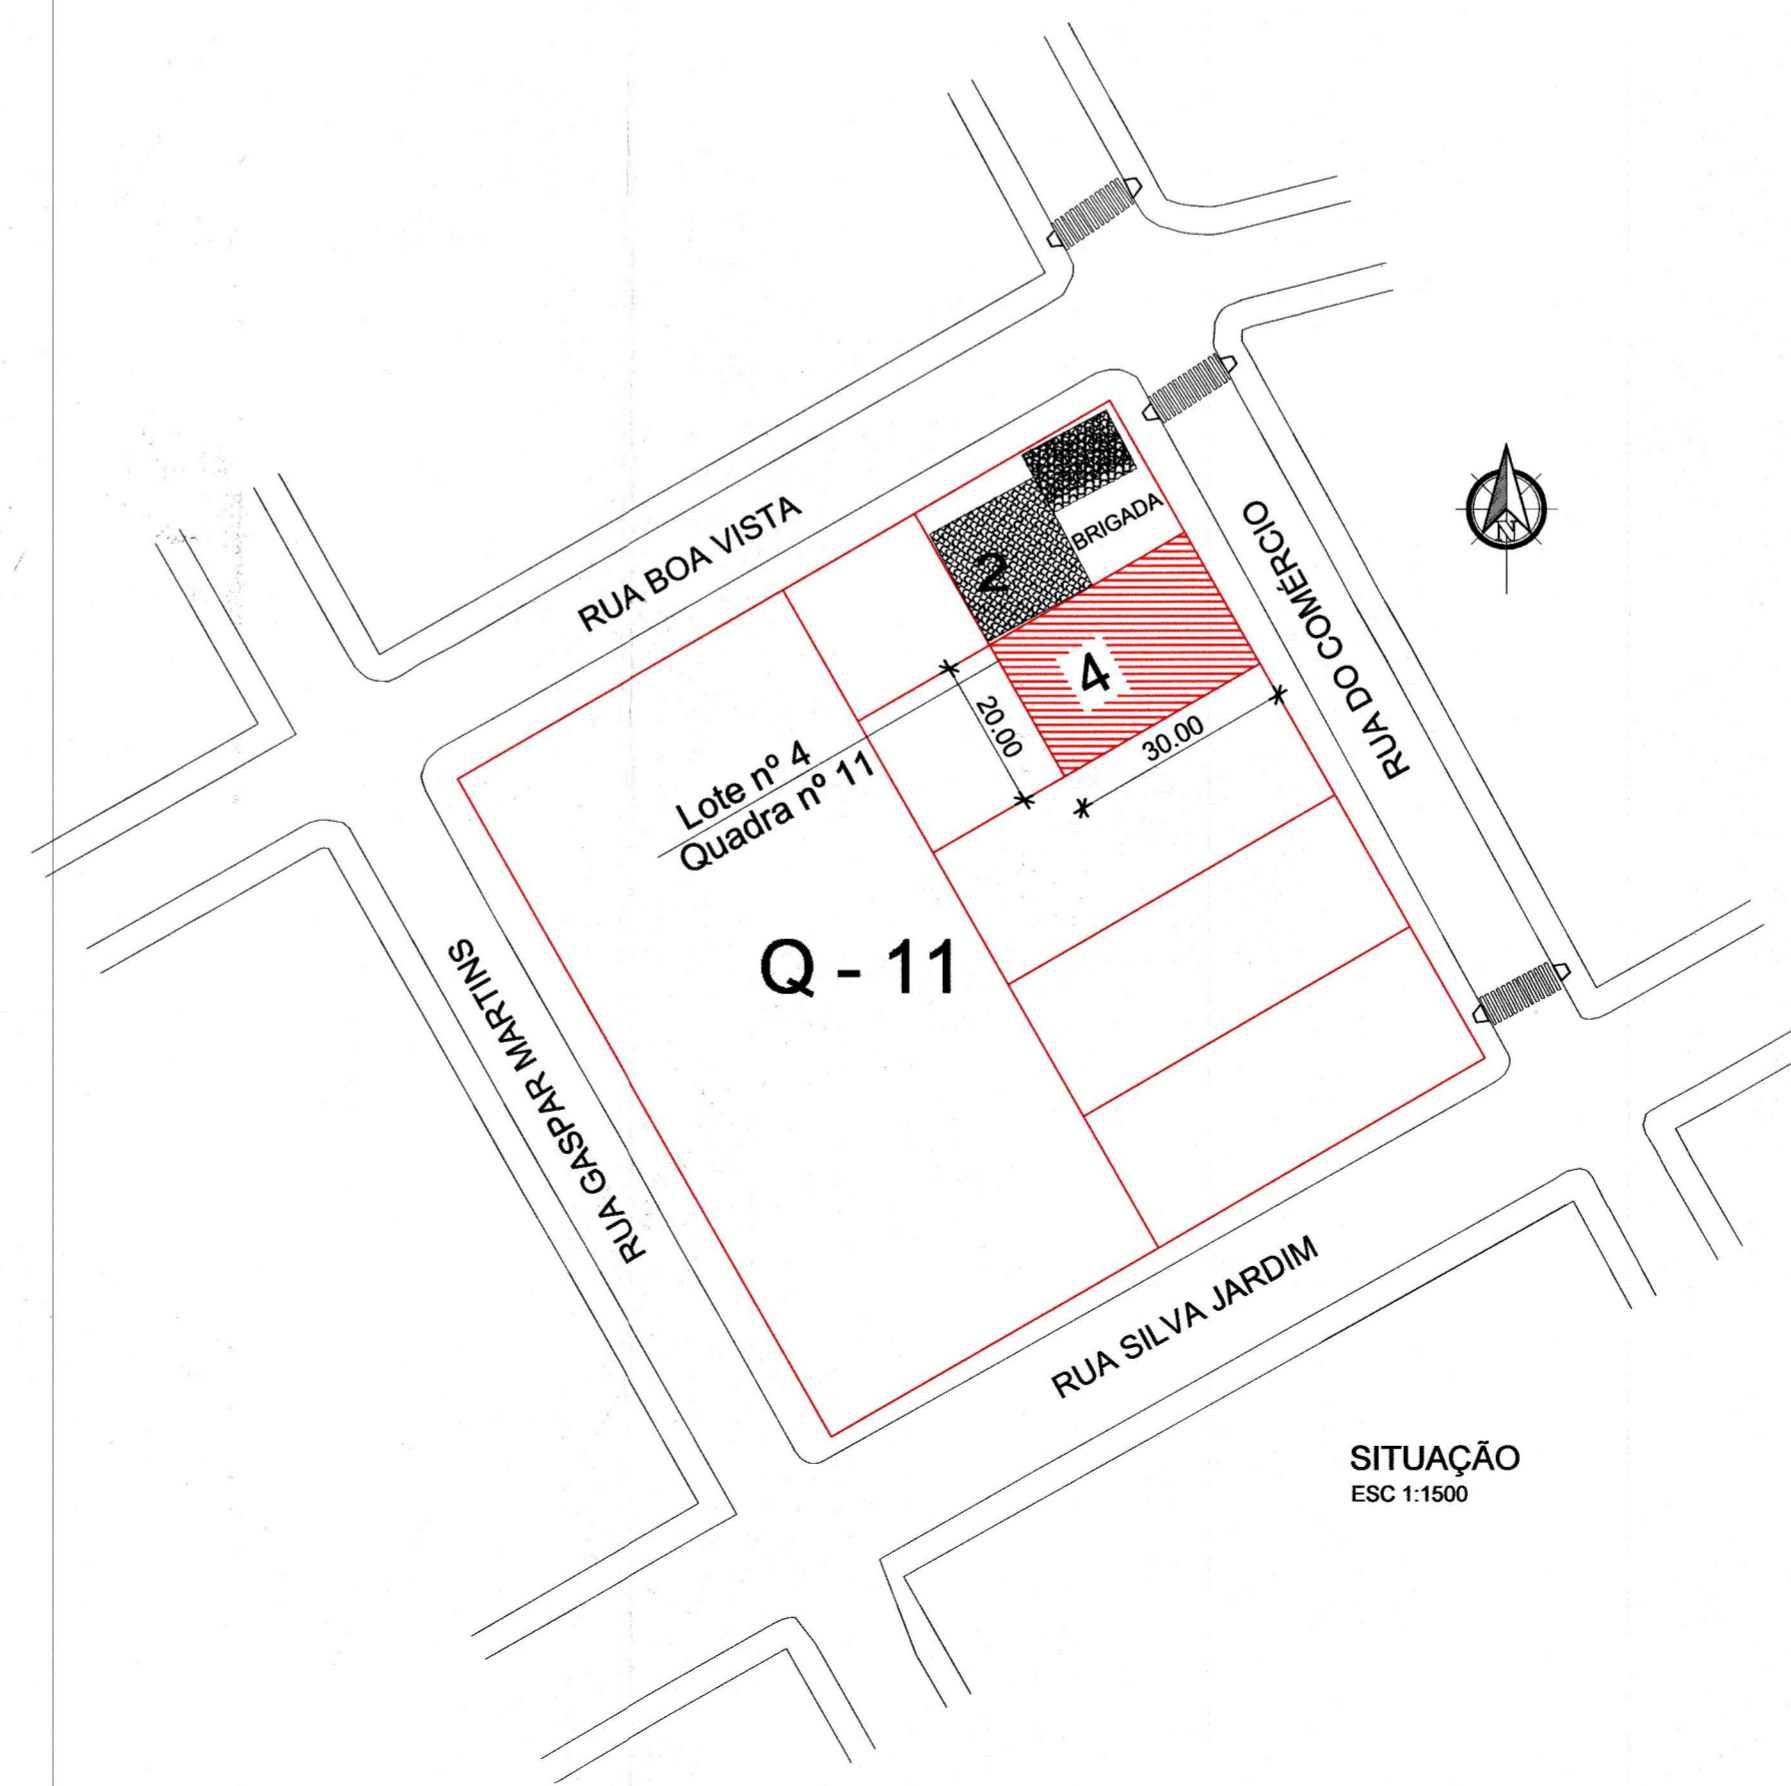 RUA BOA VISTA
2
BRIGADA
N
4
RUA DO COMÉRCIO
20.00
30.00
Lote nº 4
Quadra nº 11
Q - 11
RUA GASPAR MARTINS
RUA SILVA JARDIM
SITUAÇÃO
ESC 1:1500